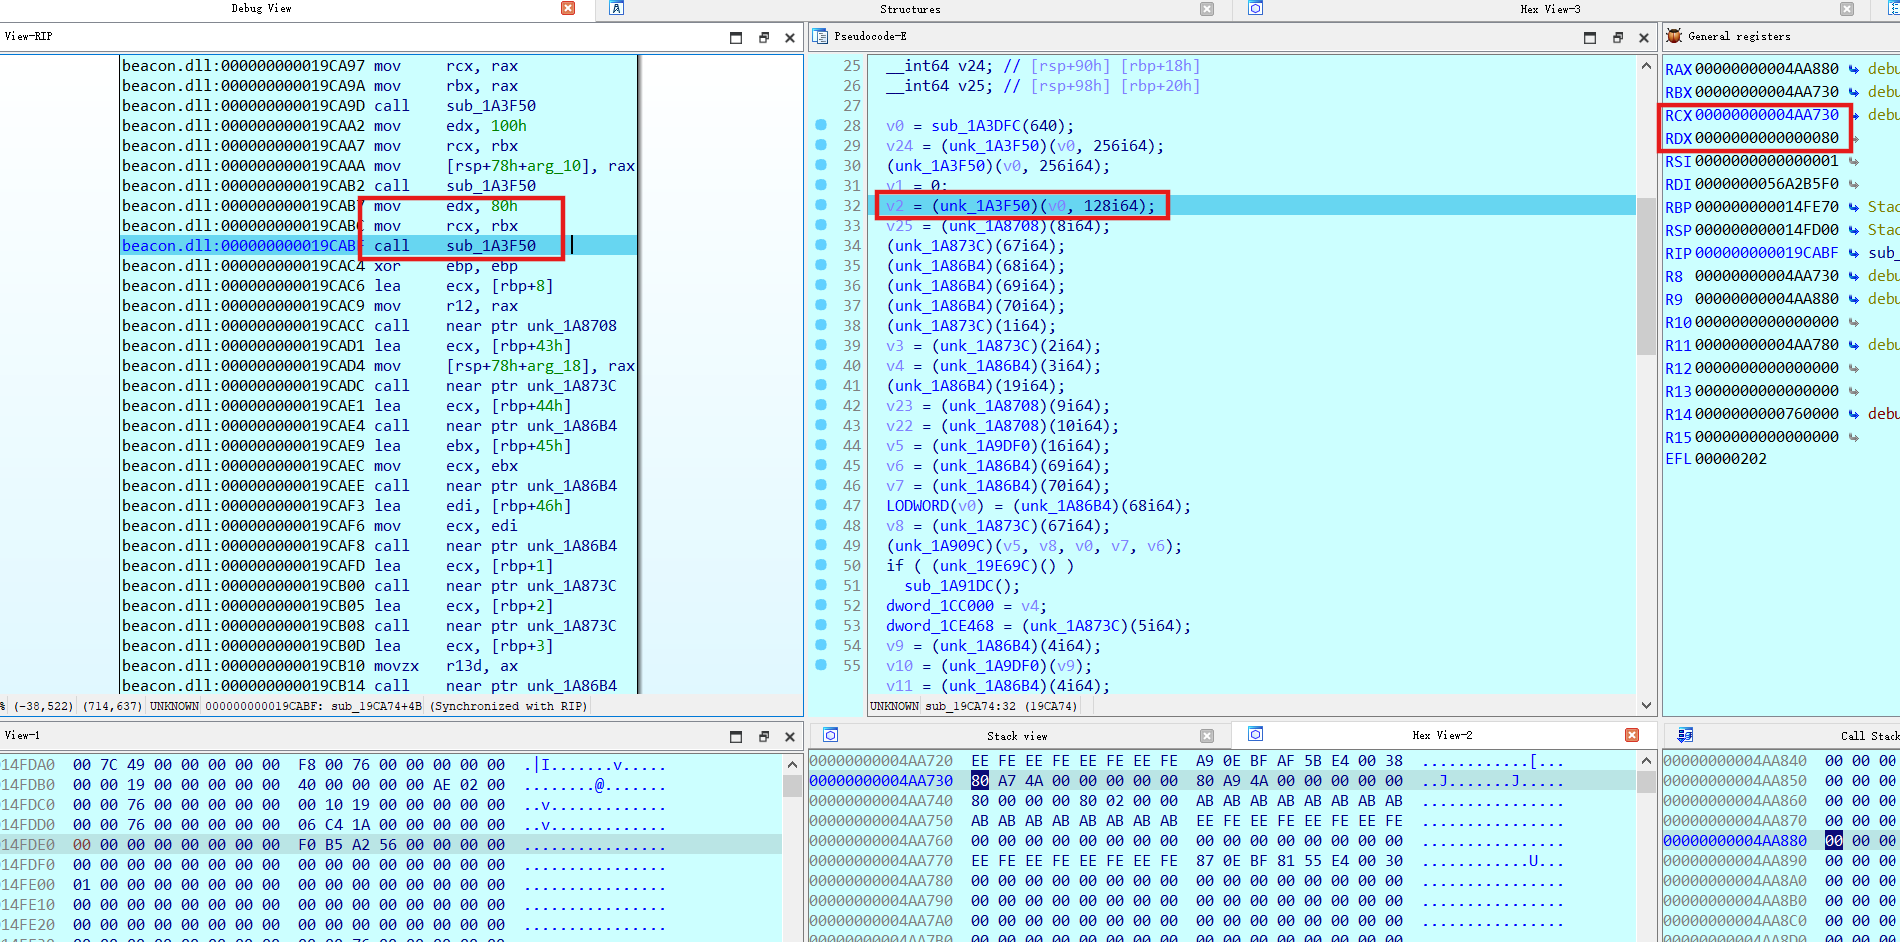 Debug View
Structures
Hex View-3
View-RIP
beacon.dll:000000000019CA97 mov rcx, rax
beacon.dll:000000000019CA9A mov rbx, rax
beacon.dll:000000000019CA9D call sub_1A3F50
beacon.dll:000000000019CAA2 mov edx, 100h
beacon.dll:000000000019CAA7 mov rcx, rbx
beacon.dll:000000000019CAAA mov [rsp+78h+arg_10], rax
beacon.dll:000000000019CAB2 call sub_1A3F50
beacon.dll:000000000019CAB7 mov edx, 80h
beacon.dll:000000000019CABC mov rcx, rbx
beacon.dll:000000000019CABF call sub_1A3F50
beacon.dll:000000000019CAC4 xor ebp, ebp
beacon.dll:000000000019CAC6 lea ecx, [rbp+8]
beacon.dll:000000000019CAC9 mov r12, rax
beacon.dll:000000000019CACC call near ptr unk_1A8708
beacon.dll:000000000019CAD1 lea ecx, [rbp+43h]
beacon.dll:000000000019CAD4 mov [rsp+78h+arg_18], rax
beacon.dll:000000000019CADC call near ptr unk_1A873C
beacon.dll:000000000019CAE1 lea ecx, [rbp+44h]
beacon.dll:000000000019CAE4 call near ptr unk_1A86B4
beacon.dll:000000000019CAE9 lea ebx, [rbp+45h]
beacon.dll:000000000019CAEC mov ecx, ebx
beacon.dll:000000000019CAEE call near ptr unk_1A86B4
beacon.dll:000000000019CAF3 lea edi, [rbp+46h]
beacon.dll:000000000019CAF6 mov ecx, edi
beacon.dll:000000000019CAF8 call near ptr unk_1A86B4
beacon.dll:000000000019CAFD lea ecx, [rbp+1]
beacon.dll:000000000019CB00 call near ptr unk_1A873C
beacon.dll:000000000019CB05 lea ecx, [rbp+2]
beacon.dll:000000000019CB08 call near ptr unk_1A873C
beacon.dll:000000000019CB0D lea ecx, [rbp+3]
beacon.dll:000000000019CB10 movzx r13d, ax
beacon.dll:000000000019CB14 call near ptr unk_1A86B4
% (-38,522) (714,637) UNKNOWN 000000000019CABF: sub_19CA74+4B (Synchronized with RIP)
Pseudocode-E
25 __int64 v24; // [rsp+90h] [rbp+18h]
26 __int64 v25; // [rsp+98h] [rbp+20h]
27
28 v0 = sub_1A3DFC(640);
29 v24 = (unk_1A3F50)(v0, 256i64);
30 (unk_1A3F50)(v0, 256i64);
31 v1 = 0;
32 v2 = (unk_1A3F50)(v0, 128i64);
33 v25 = (unk_1A8708)(8i64);
34 (unk_1A873C)(67i64);
35 (unk_1A86B4)(68i64);
36 (unk_1A86B4)(69i64);
37 (unk_1A86B4)(70i64);
38 (unk_1A873C)(1i64);
39 v3 = (unk_1A873C)(2i64);
40 v4 = (unk_1A86B4)(3i64);
41 (unk_1A86B4)(19i64);
42 v23 = (unk_1A8708)(9i64);
43 v22 = (unk_1A8708)(10i64);
44 v5 = (unk_1A9DF0)(16i64);
45 v6 = (unk_1A86B4)(69i64);
46 v7 = (unk_1A86B4)(70i64);
47 LODWORD(v0) = (unk_1A86B4)(68i64);
48 v8 = (unk_1A873C)(67i64);
49 (unk_1A909C)(v5, v8, v0, v7, v6);
50 if ( (unk_19E69C)() )
51 sub_1A91DC();
52 dword_1CC000 = v4;
53 dword_1CE468 = (unk_1A873C)(5i64);
54 v9 = (unk_1A86B4)(4i64);
55 v10 = (unk_1A9DF0)(v9);
v11 = (unk_1A86B4)(4i64);
UNKNOWN sub_19CA74:32 (19CA74)
General registers
RAX 00000000004AA880 debu
RBX 00000000004AA730 debu
RCX 00000000004AA730 debu
RDX 0000000000000080
RSI 0000000000000001
RDI 0000000056A2B5F0
RBP 000000000014FE70 Stac
RSP 000000000014FD00 Stac
RIP 000000000019CABF sub_
R8 00000000004AA730 debu
R9 00000000004AA880 debu
R10 0000000000000000
R11 00000000004AA780 debu
R12 0000000000000000
R13 0000000000000000
R14 0000000000760000 debu
R15 0000000000000000
EFL 00000202
View-1
14FDA0 00 7C 49 00 00 00 00 00 F8 00 76 00 00 00 00 00 .|I.......v.....
14FDB0 00 00 19 00 00 00 00 00 40 00 00 00 00 AE 02 00 ........@.......
14FDC0 00 00 76 00 00 00 00 00 00 10 19 00 00 00 00 00 ..v.............
14FDD0 00 00 76 00 00 00 00 00 06 C4 1A 00 00 00 00 00 ..v.............
14FDE0 00 00 00 00 00 00 00 00 F0 B5 A2 56 00 00 00 00 ................
14FDF0 00 00 00 00 00 00 00 00 00 00 00 00 00 00 00 00 ................
14FE00 01 00 00 00 00 00 00 00 00 00 00 00 00 00 00 00 ................
14FE10 00 00 00 00 00 00 00 00 00 00 00 00 00 00 00 00 ................
14FE20 00 00 00 00 00 00 00 00 00 00 00 00 00 00 00 00 ................
Stack view
Hex View-2
00000000004AA720 EE FE EE FE EE FE EE FE A9 0E BF AF 5B E4 00 38 ............[...
00000000004AA730 80 A7 4A 00 00 00 00 00 80 A9 4A 00 00 00 00 00 ..J.......J.....
00000000004AA740 80 00 00 00 80 02 00 00 AB AB AB AB AB AB AB AB ................
00000000004AA750 AB AB AB AB AB AB AB AB EE FE EE FE EE FE EE FE ................
00000000004AA760 00 00 00 00 00 00 00 00 00 00 00 00 00 00 00 00 ................
00000000004AA770 EE FE EE FE EE FE EE FE 87 0E BF 81 55 E4 00 30 ............U...
00000000004AA780 00 00 00 00 00 00 00 00 00 00 00 00 00 00 00 00 ................
00000000004AA790 00 00 00 00 00 00 00 00 00 00 00 00 00 00 00 00 ................
00000000004AA7A0 00 00 00 00 00 00 00 00 00 00 00 00 00 00 00 00 ................
Call Stack
00000000004AA840 00 00 00
00000000004AA850 00 00 00
00000000004AA860 00 00 00
00000000004AA870 00 00 00
00000000004AA880 00 00 00
00000000004AA890 00 00 00
00000000004AA8A0 00 00 00
00000000004AA8B0 00 00 00
00000000004AA8C0 00 00 00